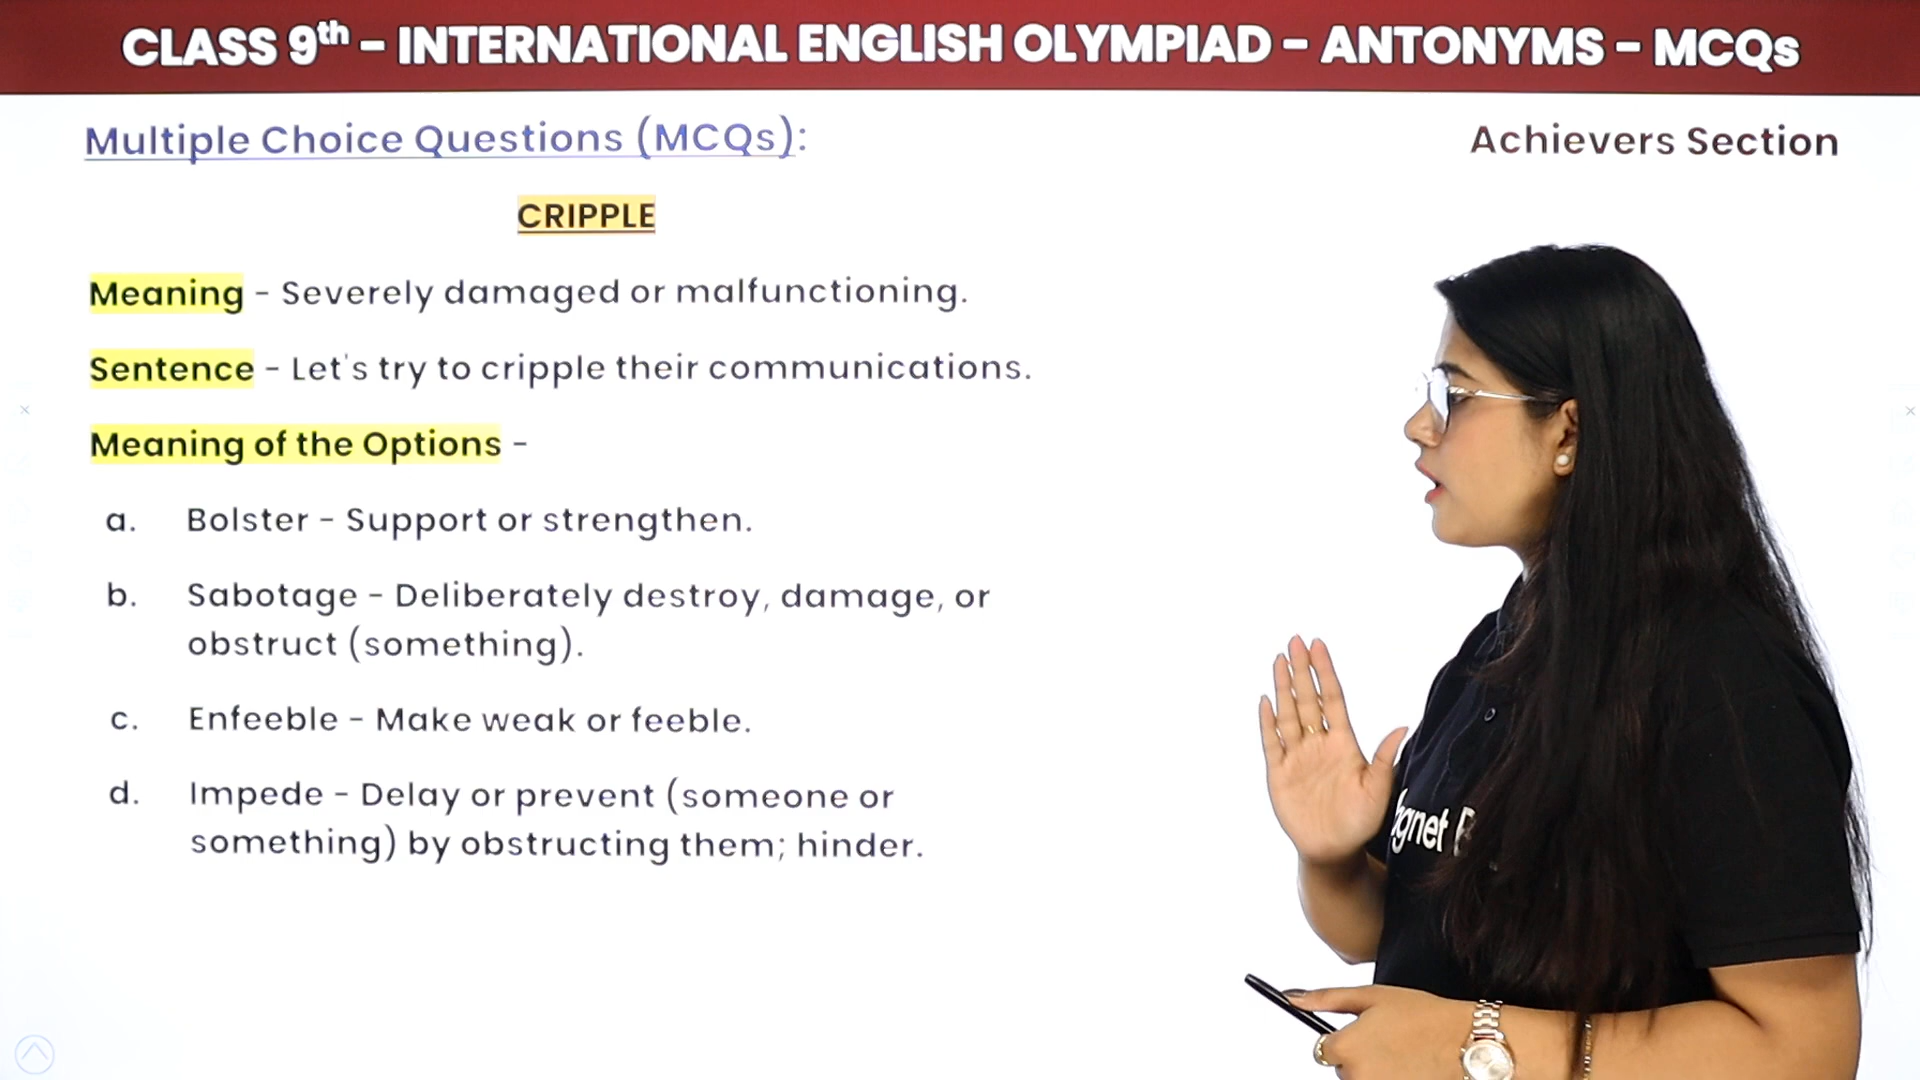 CLASS 9th – INTERNATIONAL ENGLISH OLYMPIAD – ANTONYMS – MCQs
Multiple Choice Questions (MCQs):
Achievers Section
CRIPPLE
Meaning - Severely damaged or malfunctioning.
Sentence - Let's try to cripple their communications.
Meaning of the Options -
a. Bolster - Support or strengthen.
b. Sabotage - Deliberately destroy, damage, or
obstruct (something).
c. Enfeeble - Make weak or feeble.
d. Impede - Delay or prevent (someone or
something) by obstructing them; hinder.
gnet